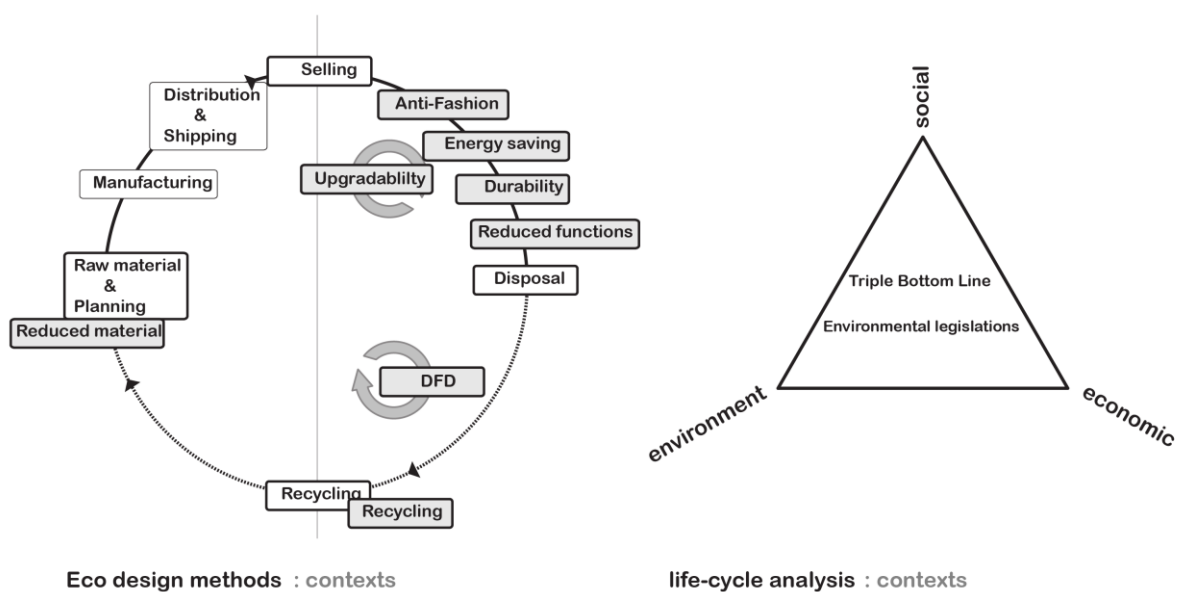 Selling
Distribution
&
Shipping
Anti-Fashion
Energy saving
Manufacturing
Upgradablilty
Durability
Reduced functions
Raw material
&
Planning
Disposal
Reduced material
DFD
Recycling
Recycling
Eco design methods : contexts
social
Triple Bottom Line
Environmental legislations
environment
economic
life-cycle analysis : contexts